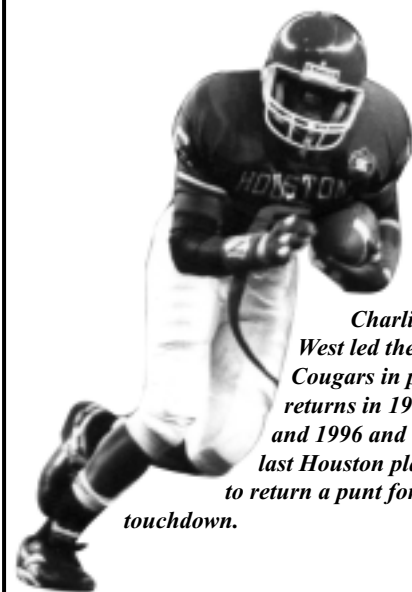 HOUSTON
Charli
West led the
Cougars in p
returns in 19
and 1996 and
last Houston pla
to return a punt for
touchdown.